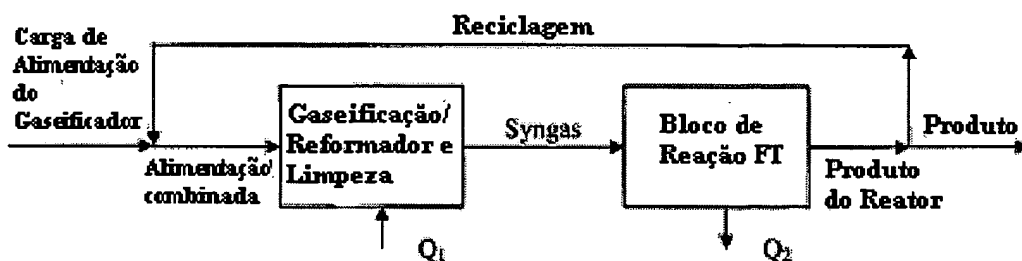 Reciclagem
Carga de
Alimentação
do
Gaseificador
Alimentação
combinada
Gaseificação/
Reformador e
Limpeza
Q1
Syngas
Bloco de
Reação FT
Q2
Produto
do Reator
Produto